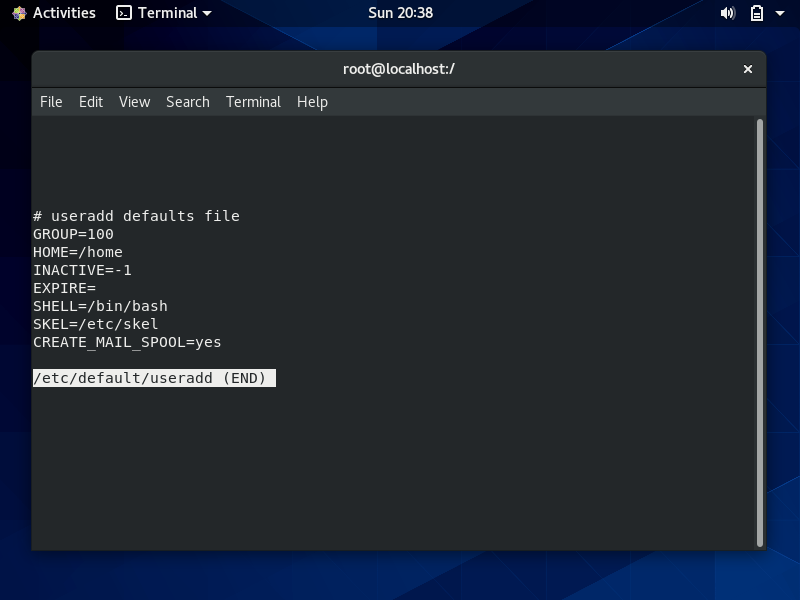 Activities Terminal Sun 20:38
root@localhost:/
File Edit View Search Terminal Help
# useradd defaults file
GROUP=100
HOME=/home
INACTIVE=-1
EXPIRE=
SHELL=/bin/bash
SKEL=/etc/skel
CREATE_MAIL_SPOOL=yes
/etc/default/useradd (END)